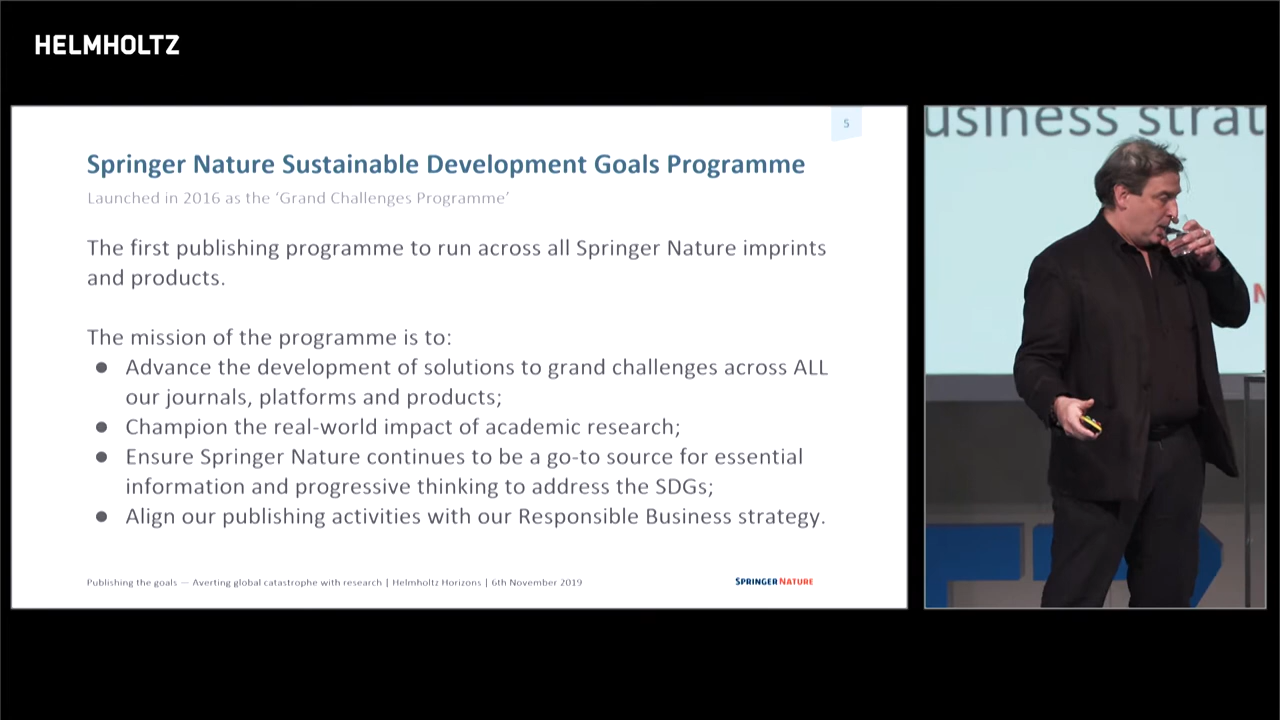 HELMHOLTZ
5
Springer Nature Sustainable Development Goals Programme
Launched in 2016 as the ‘Grand Challenges Programme’
The first publishing programme to run across all Springer Nature imprints
and products.
The mission of the programme is to:
● Advance the development of solutions to grand challenges across ALL
our journals, platforms and products;
● Champion the real-world impact of academic research;
● Ensure Springer Nature continues to be a go-to source for essential
information and progressive thinking to address the SDGs;
● Align our publishing activities with our Responsible Business strategy.
Publishing the goals — Averting global catastrophe with research | Helmholtz Horizons | 6th November 2019
SPRINGER NATURE
usiness strat